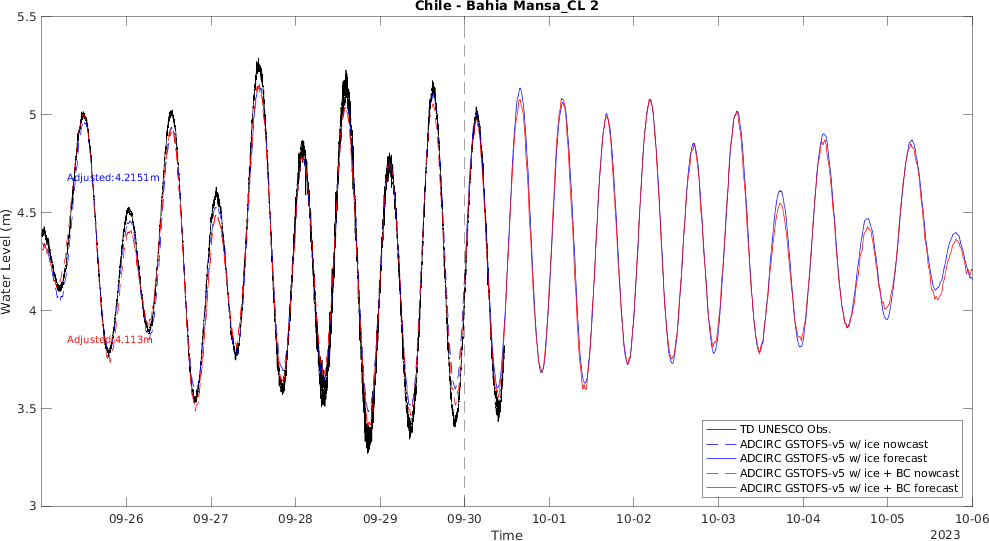 Chile - Bahia Mansa_CL 2
5.5
5
4.5
4
3.5
3
Water Level (m)
Adjusted:4.2151m
Adjusted:4.113m
TD UNESCO Obs.
ADCIRC GSTOFS-v5 w/ ice nowcast
ADCIRC GSTOFS-v5 w/ ice forecast
ADCIRC GSTOFS-v5 w/ ice + BC nowcast
ADCIRC GSTOFS-v5 w/ ice + BC forecast
09-26 09-27 09-28 09-29 09-30 10-01 10-02 10-03 10-04 10-05 10-06
Time
2023